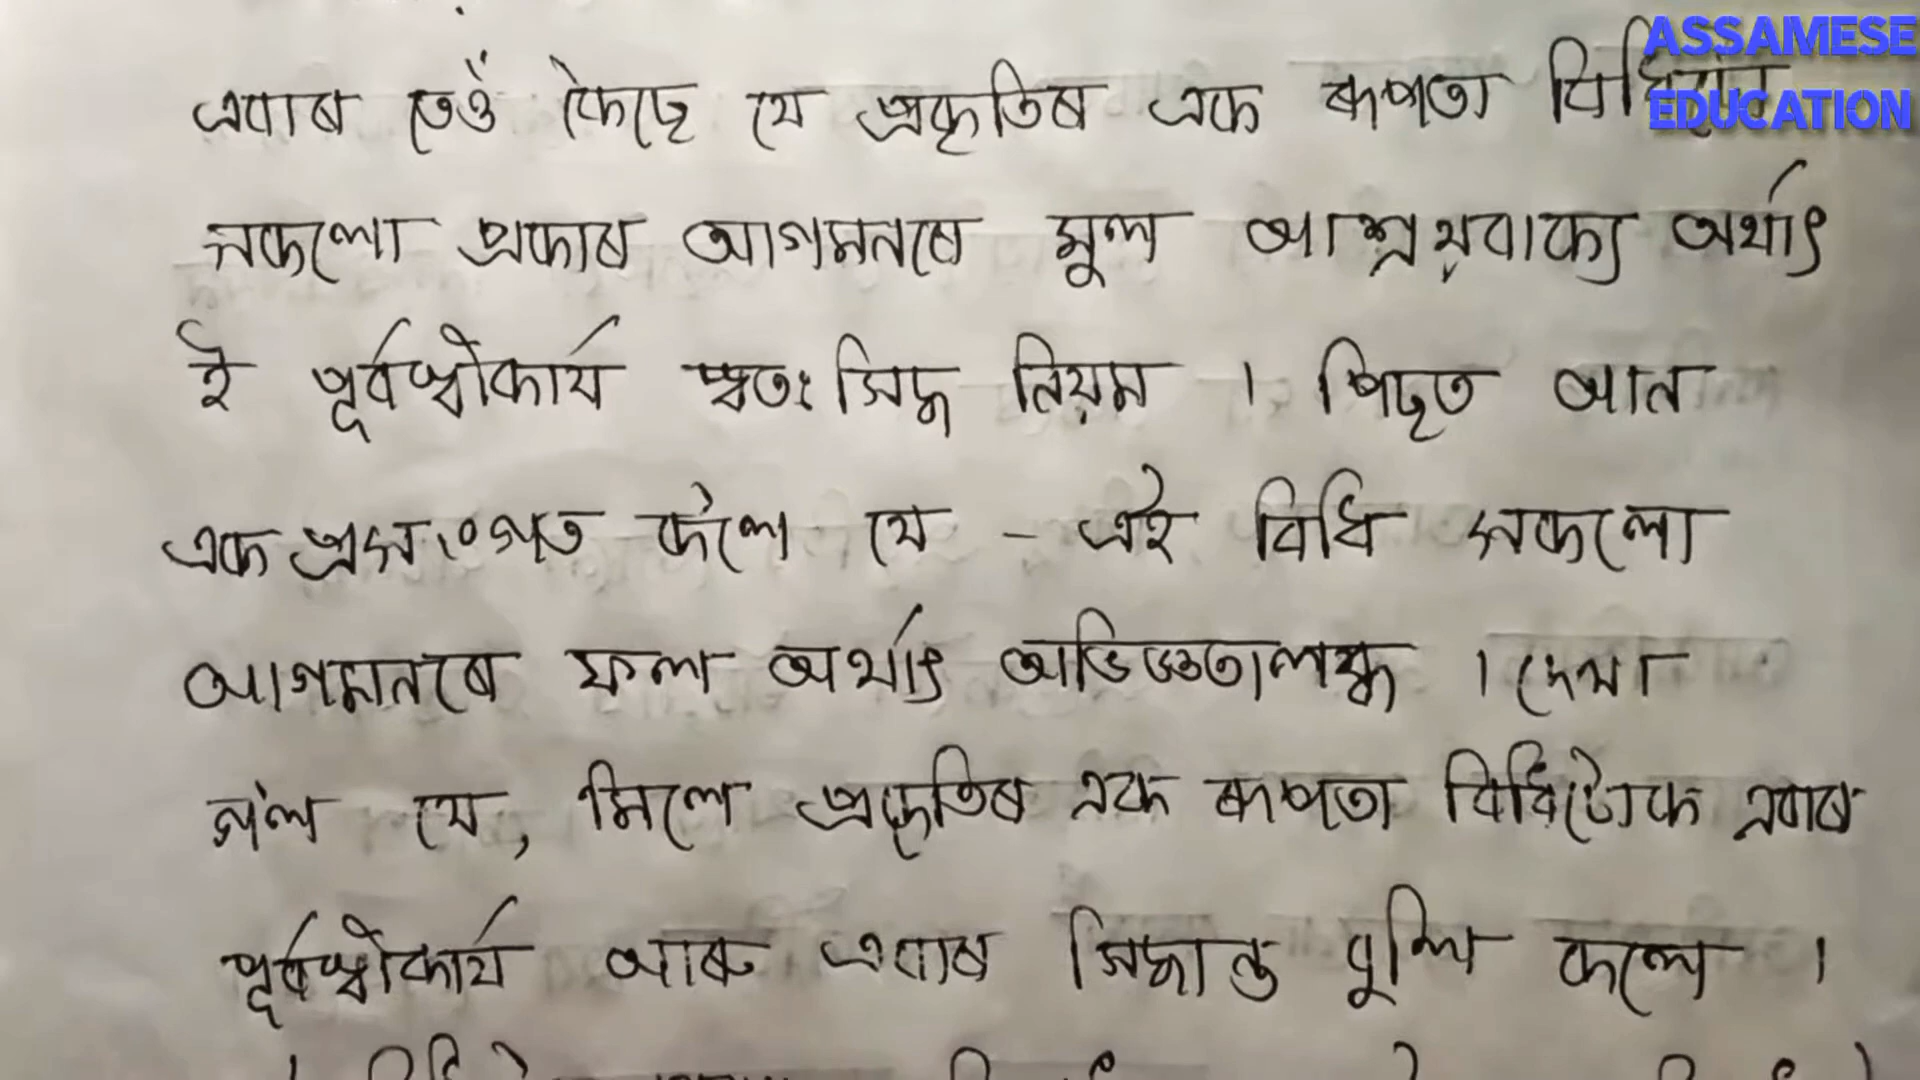 ASSAMESE
EDUCATION
এবাৰ তেওঁ কৈছে যে প্ৰকৃতিৰ এক ৰূপতা
সকলো প্ৰকাৰ আগমনৰে মূল আশ্ৰয়বাক্য অৰ্থাৎ
ই পূৰ্বস্বীকাৰ্য স্বতঃসিদ্ধ নিয়ম । পিছত আন
এক প্ৰসংগত ক'লে যে - এই বিধি সকলো
আগমনৰে ফল অৰ্থাৎ অভিজ্ঞতালব্ধ । দেখা
গ'ল যে, মিলে প্ৰকৃতিৰ এক ৰূপতা বিধিটোক এবাৰ
পূৰ্বস্বীকাৰ্য আৰু এবাৰ সিদ্ধান্ত বুলি কলে ।